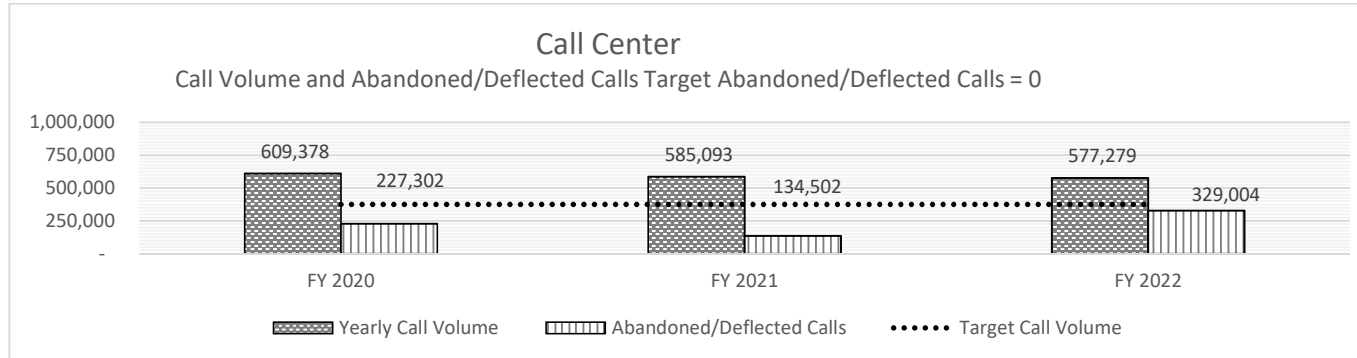 Call Center
Call Volume and Abandoned/Deflected Calls Target Abandoned/Deflected Calls = 0
1,000,000
750,000
500,000
250,000
-
609,378
227,302
585,093
134,502
577,279
329,004
FY 2020
FY 2021
FY 2022
Yearly Call Volume
Abandoned/Deflected Calls
Target Call Volume